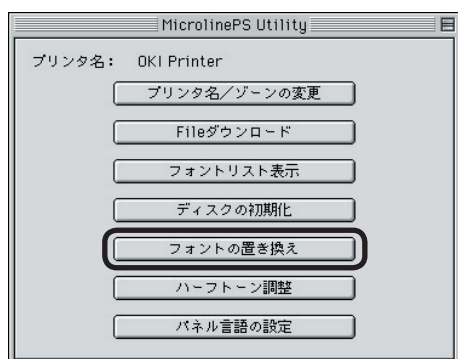 MicrolinePS Utility
プリンタ名： OKI Printer
プリンタ名／ゾーンの変更
Fileダウンロード
フォントリスト表示
ディスクの初期化
フォントの置き換え
ハーフトーン調整
パネル言語の設定